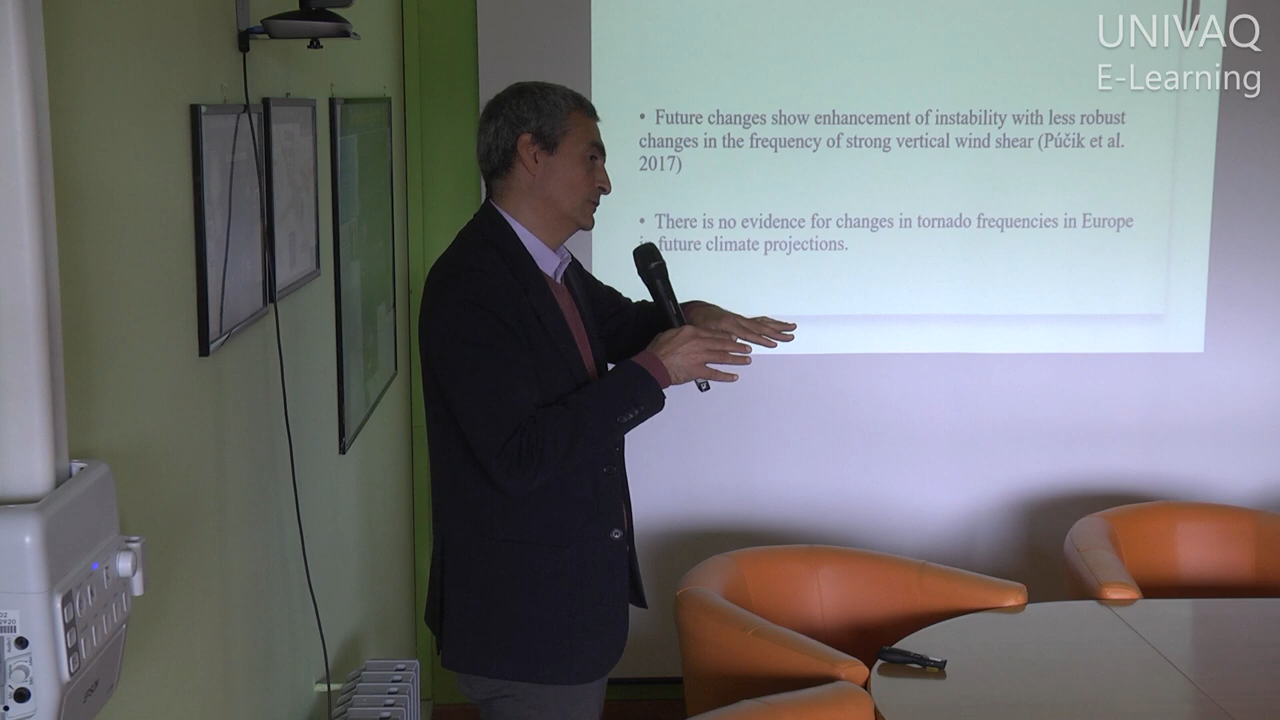 UNIVAQ
E-Learning
• Future changes show enhancement of instability with less robust
changes in the frequency of strong vertical wind shear (Púčik et al.
2017)
• There is no evidence for changes in tornado frequencies in Europe
in future climate projections.
EPSON